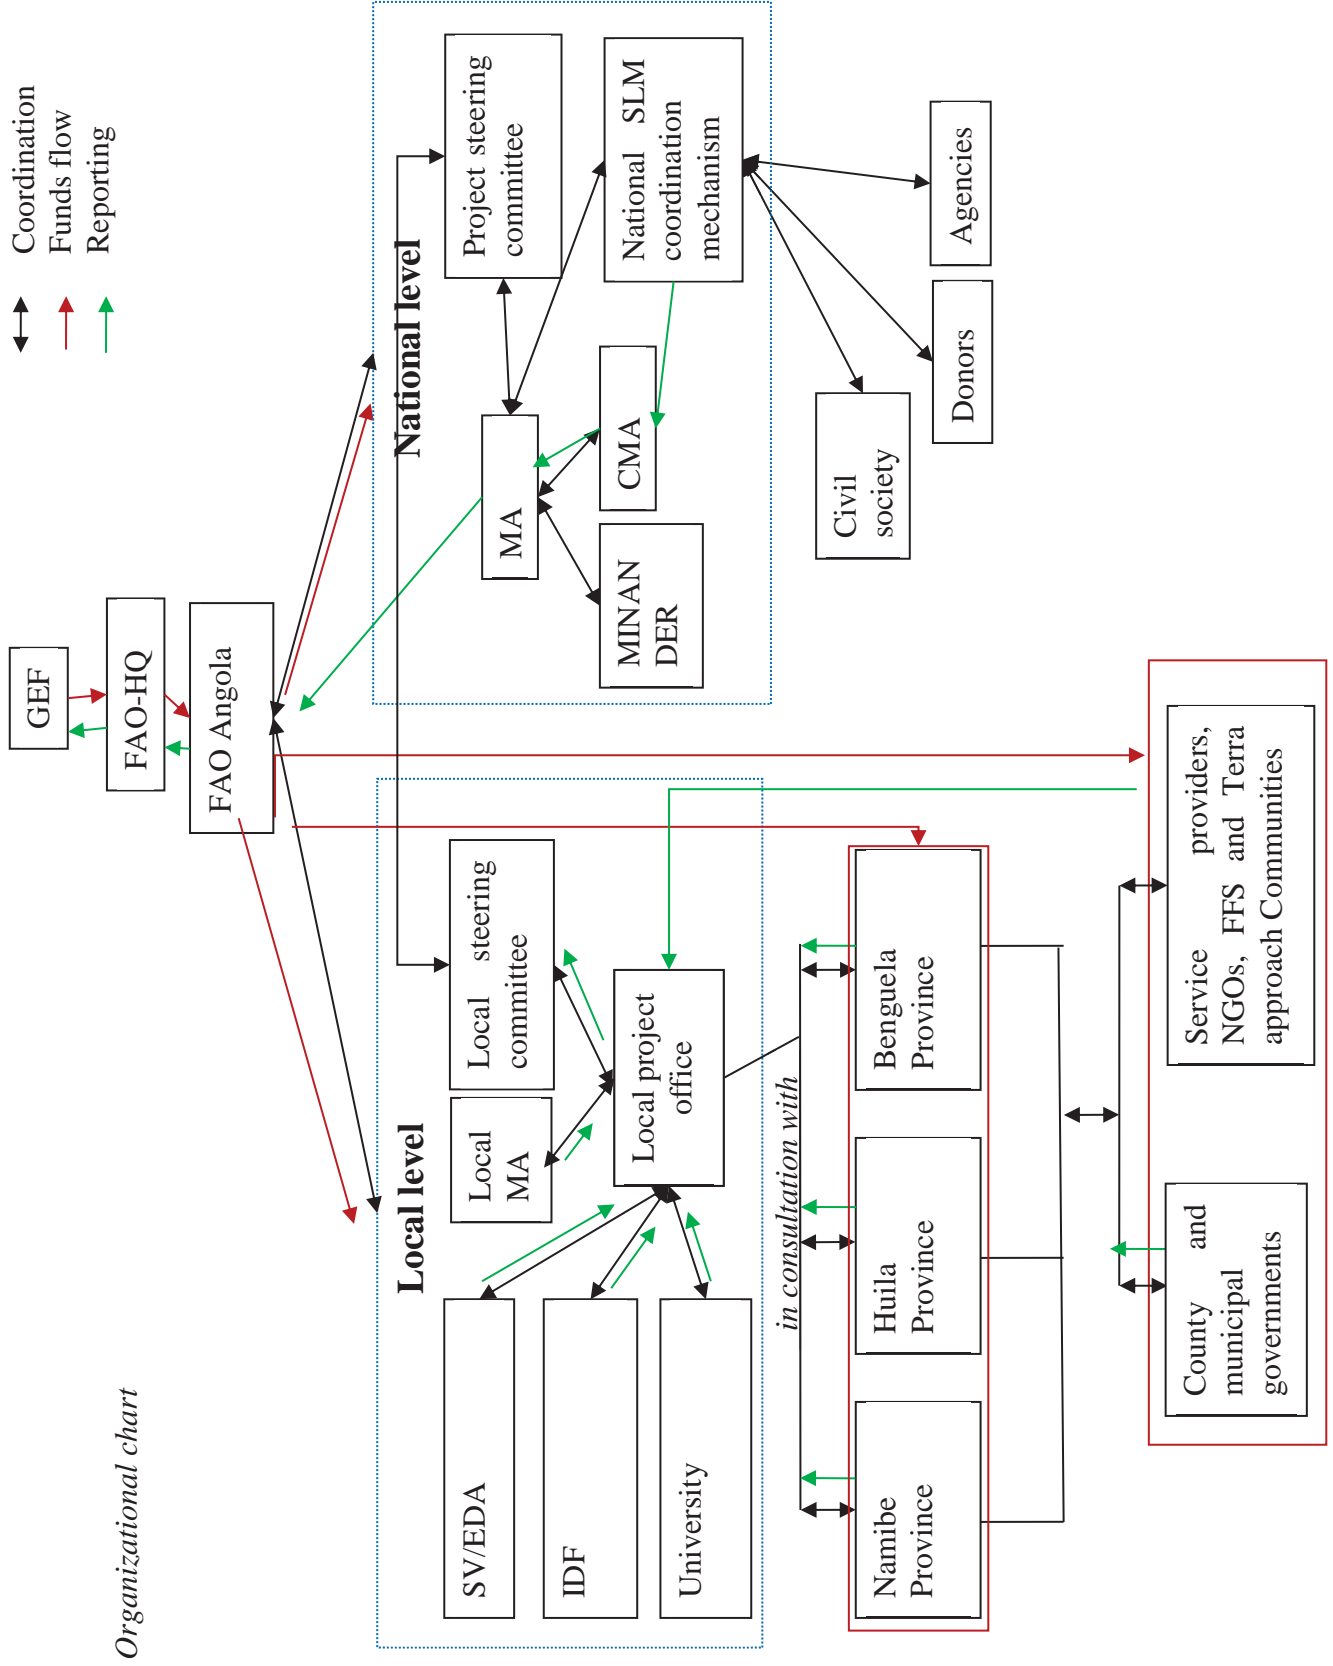 Organizational chart
Coordination
Funds flow
Reporting
GEF
FAO-HQ
FAO Angola
Local level
National level
SV/EDA
IDF
University
Local
MA
Local steering
committee
Local project
office
MA
MINAN
DER
CMA
Project steering
committee
National SLM
coordination
mechanism
Civil
society
Donors
Agencies
in consultation with
Namibe
Province
Huila
Province
Benguela
Province
County and
municipal
governments
Service providers,
NGOs, FFS and Terra
approach Communities